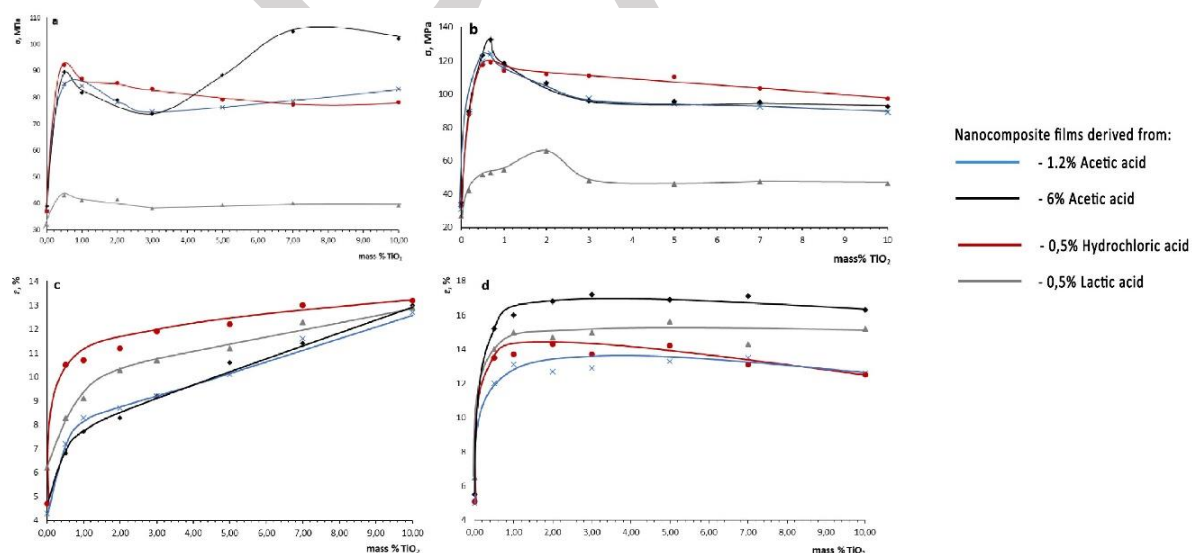 a
σ, МПа
110
100
90
80
70
60
50
40
30
0,00 1,00 2,00 3,00 4,00 5,00 6,00 7,00 8,00 9,00 10,00
mass % TiO2
b
σ, MPa
140
120
100
80
60
40
20
0 1 2 3 4 5 6 7 8 9 10
mass% TiO2
Nanocomposite films derived from:
- 1.2% Acetic acid
- 6% Acetic acid
- 0,5% Hydrochloric acid
- 0,5% Lactic acid
c
ε, %
14
13
12
11
10
9
8
7
6
5
4
0,00 1,00 2,00 3,00 4,00 5,00 6,00 7,00 8,00 9,00 10,00
mass % TiO2
d
ε, %
18
16
14
12
10
8
6
4
0,00 1,00 2,00 3,00 4,00 5,00 6,00 7,00 8,00 9,00 10,00
mass % TiO2